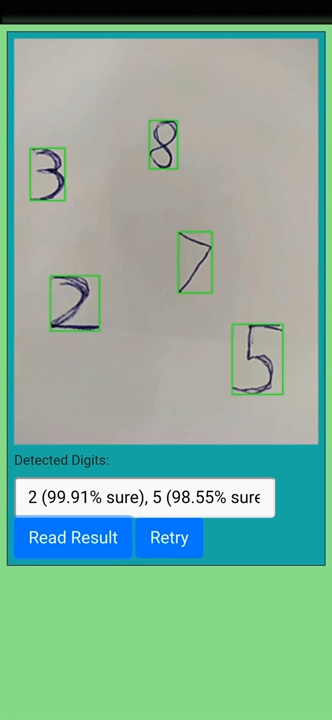 8
3
7
2
5
Detected Digits:
2 (99.91% sure), 5 (98.55% sure
Read Result Retry